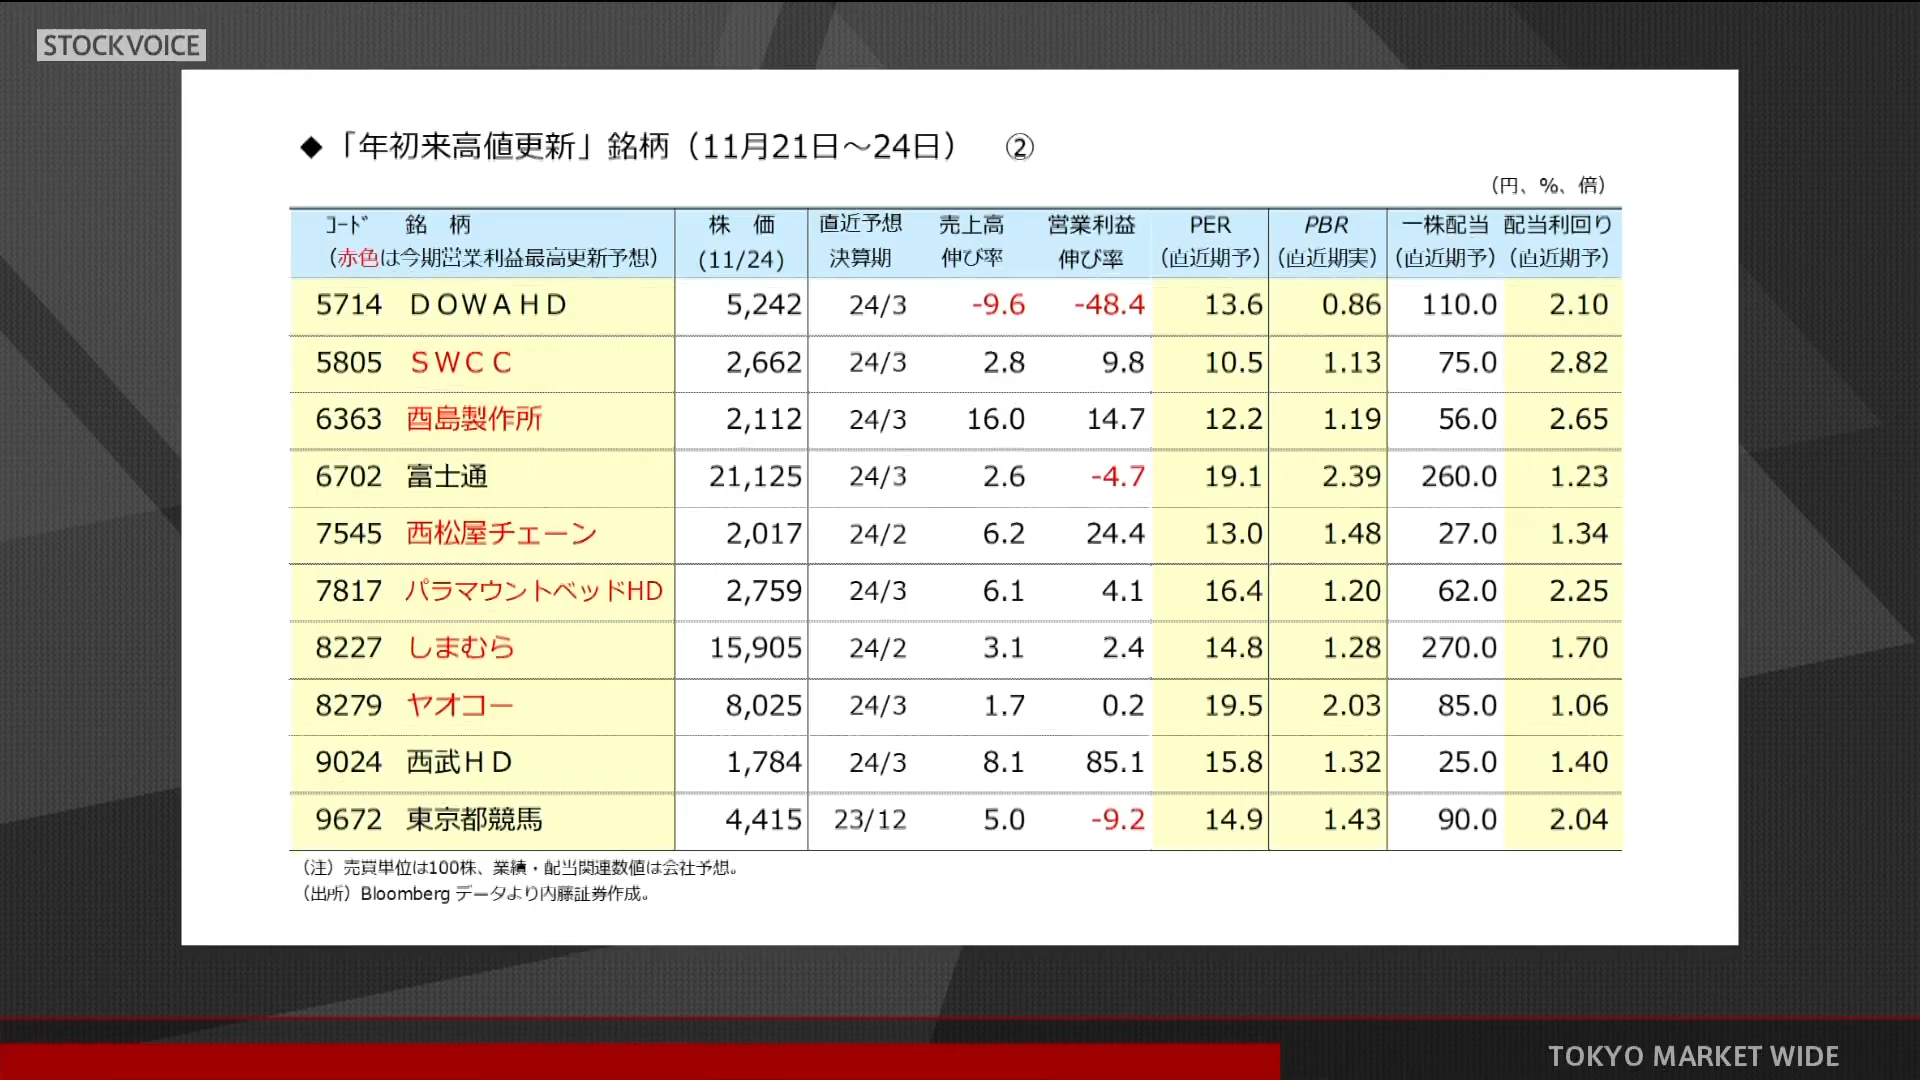 STOCKVOICE
◆「年初来高値更新」銘柄（11月21日～24日）　②
（円、%、倍）
ｺｰﾄﾞ　銘　柄　株　価　直近予想　売上高　営業利益　PER　PBR　一株配当　配当利回り
（赤色は今期営業利益最高更新予想）　(11/24)　決算期　伸び率　伸び率　（直近期予）　（直近期実）　（直近期予）　（直近期予）
5714　ＤＯＷＡＨＤ　5,242　24/3　-9.6　-48.4　13.6　0.86　110.0　2.10
5805　ＳＷＣＣ　2,662　24/3　2.8　9.8　10.5　1.13　75.0　2.82
6363　酉島製作所　2,112　24/3　16.0　14.7　12.2　1.19　56.0　2.65
6702　富士通　21,125　24/3　2.6　-4.7　19.1　2.39　260.0　1.23
7545　西松屋チェーン　2,017　24/2　6.2　24.4　13.0　1.48　27.0　1.34
7817　パラマウントベッドHD　2,759　24/3　6.1　4.1　16.4　1.20　62.0　2.25
8227　しまむら　15,905　24/2　3.1　2.4　14.8　1.28　270.0　1.70
8279　ヤオコー　8,025　24/3　1.7　0.2　19.5　2.03　85.0　1.06
9024　西武ＨＤ　1,784　24/3　8.1　85.1　15.8　1.32　25.0　1.40
9672　東京都競馬　4,415　23/12　5.0　-9.2　14.9　1.43　90.0　2.04
（注）売買単位は100株、業績・配当関連数値は会社予想。
（出所）Bloomberg データより内藤証券作成。
TOKYO MARKET WIDE